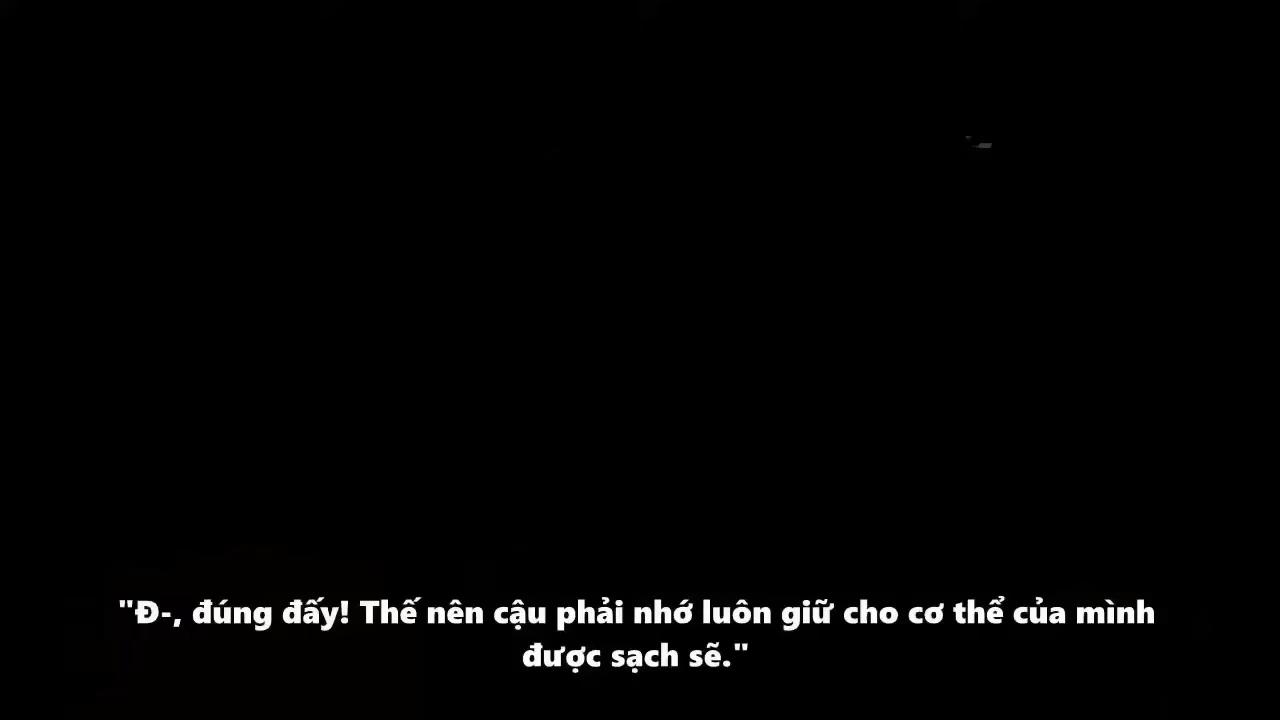 "Đ-, đúng đấy! Thế nên cậu phải nhớ luôn giữ cho cơ thể của mình
được sạch sẽ."